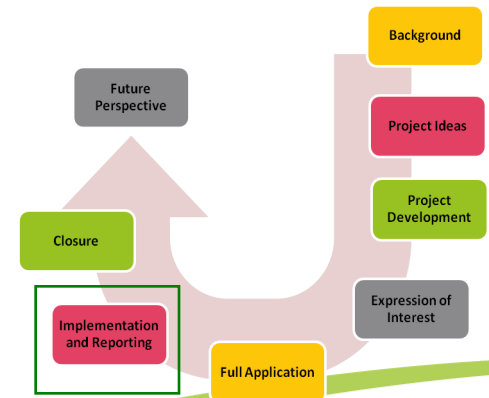 Background
Project Ideas
Project
Development
Expression of
Interest
Full Application
Implementation
and Reporting
Closure
Future
Perspective